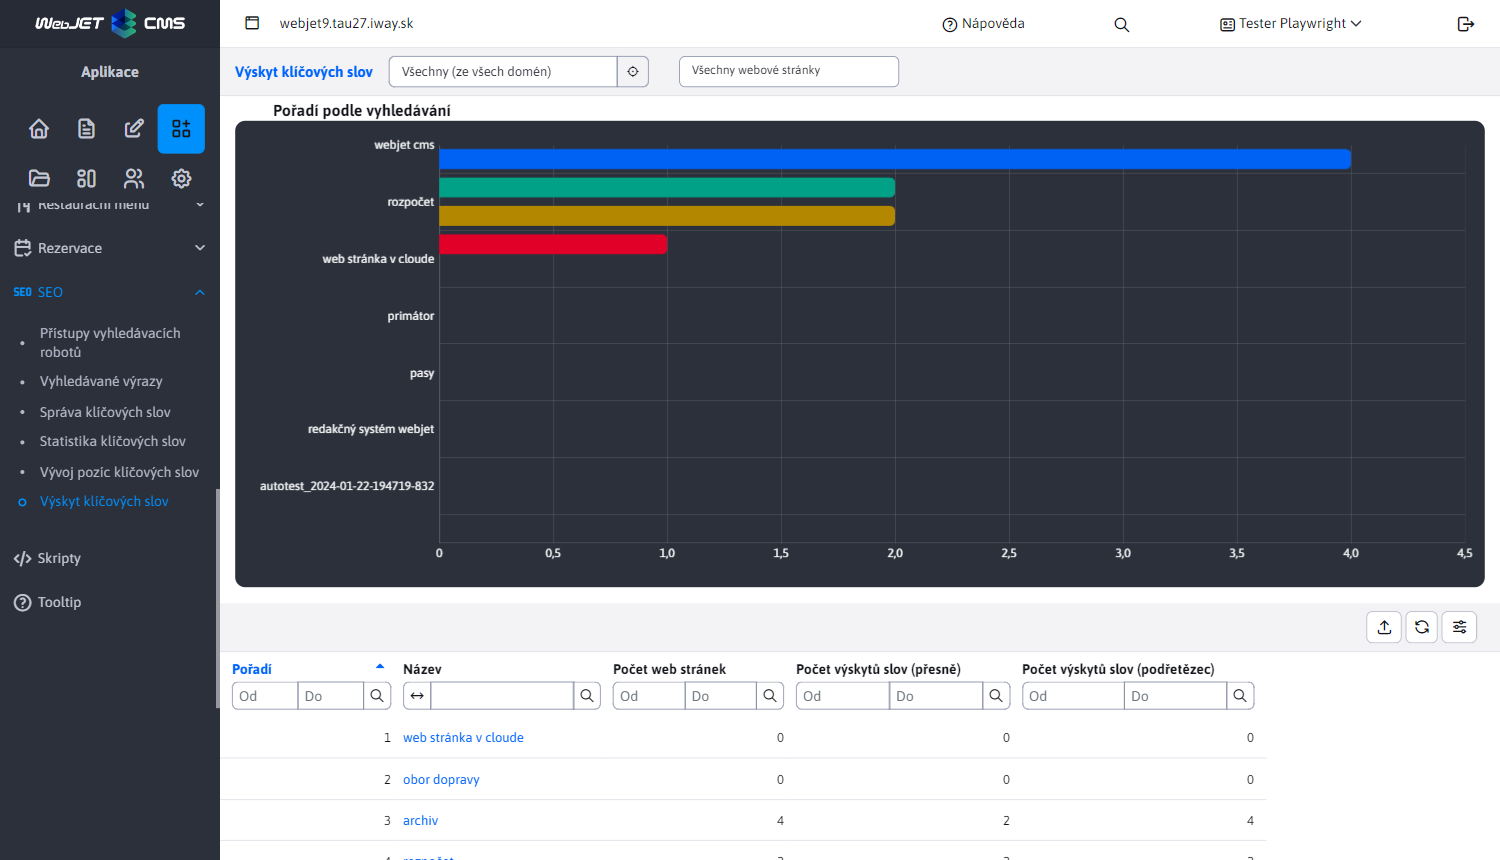 WebJET CMS
webjet9.tau27.iway.sk
Nápověda
Tester Playwright
Aplikace
Výskyt klíčových slov
Všechny (ze všech domén)
Všechny webové stránky
Restaurační menu
Rezervace
SEO SEO
Přístupy vyhledávacích
robotů
Vyhledávané výrazy
Správa klíčových slov
Statistika klíčových slov
Vývoj pozic klíčových slov
Výskyt klíčových slov
Skripty
Tooltip
Pořadí podle vyhledávání
webjet cms
rozpočet
web stránka v cloude
primátor
pasy
redakčný systém webjet
autotest_2024-01-22-194719-832
0 0,5 1,0 1,5 2,0 2,5 3,0 3,5 4,0 4,5
Pořadí Název Počet web stránek Počet výskytů slov (přesně) Počet výskytů slov (podřetězec)
Od Do Od Do Od Do Od Do
1 web stránka v cloude 0 0 0
2 obor dopravy 0 0 0
3 archiv 4 2 4